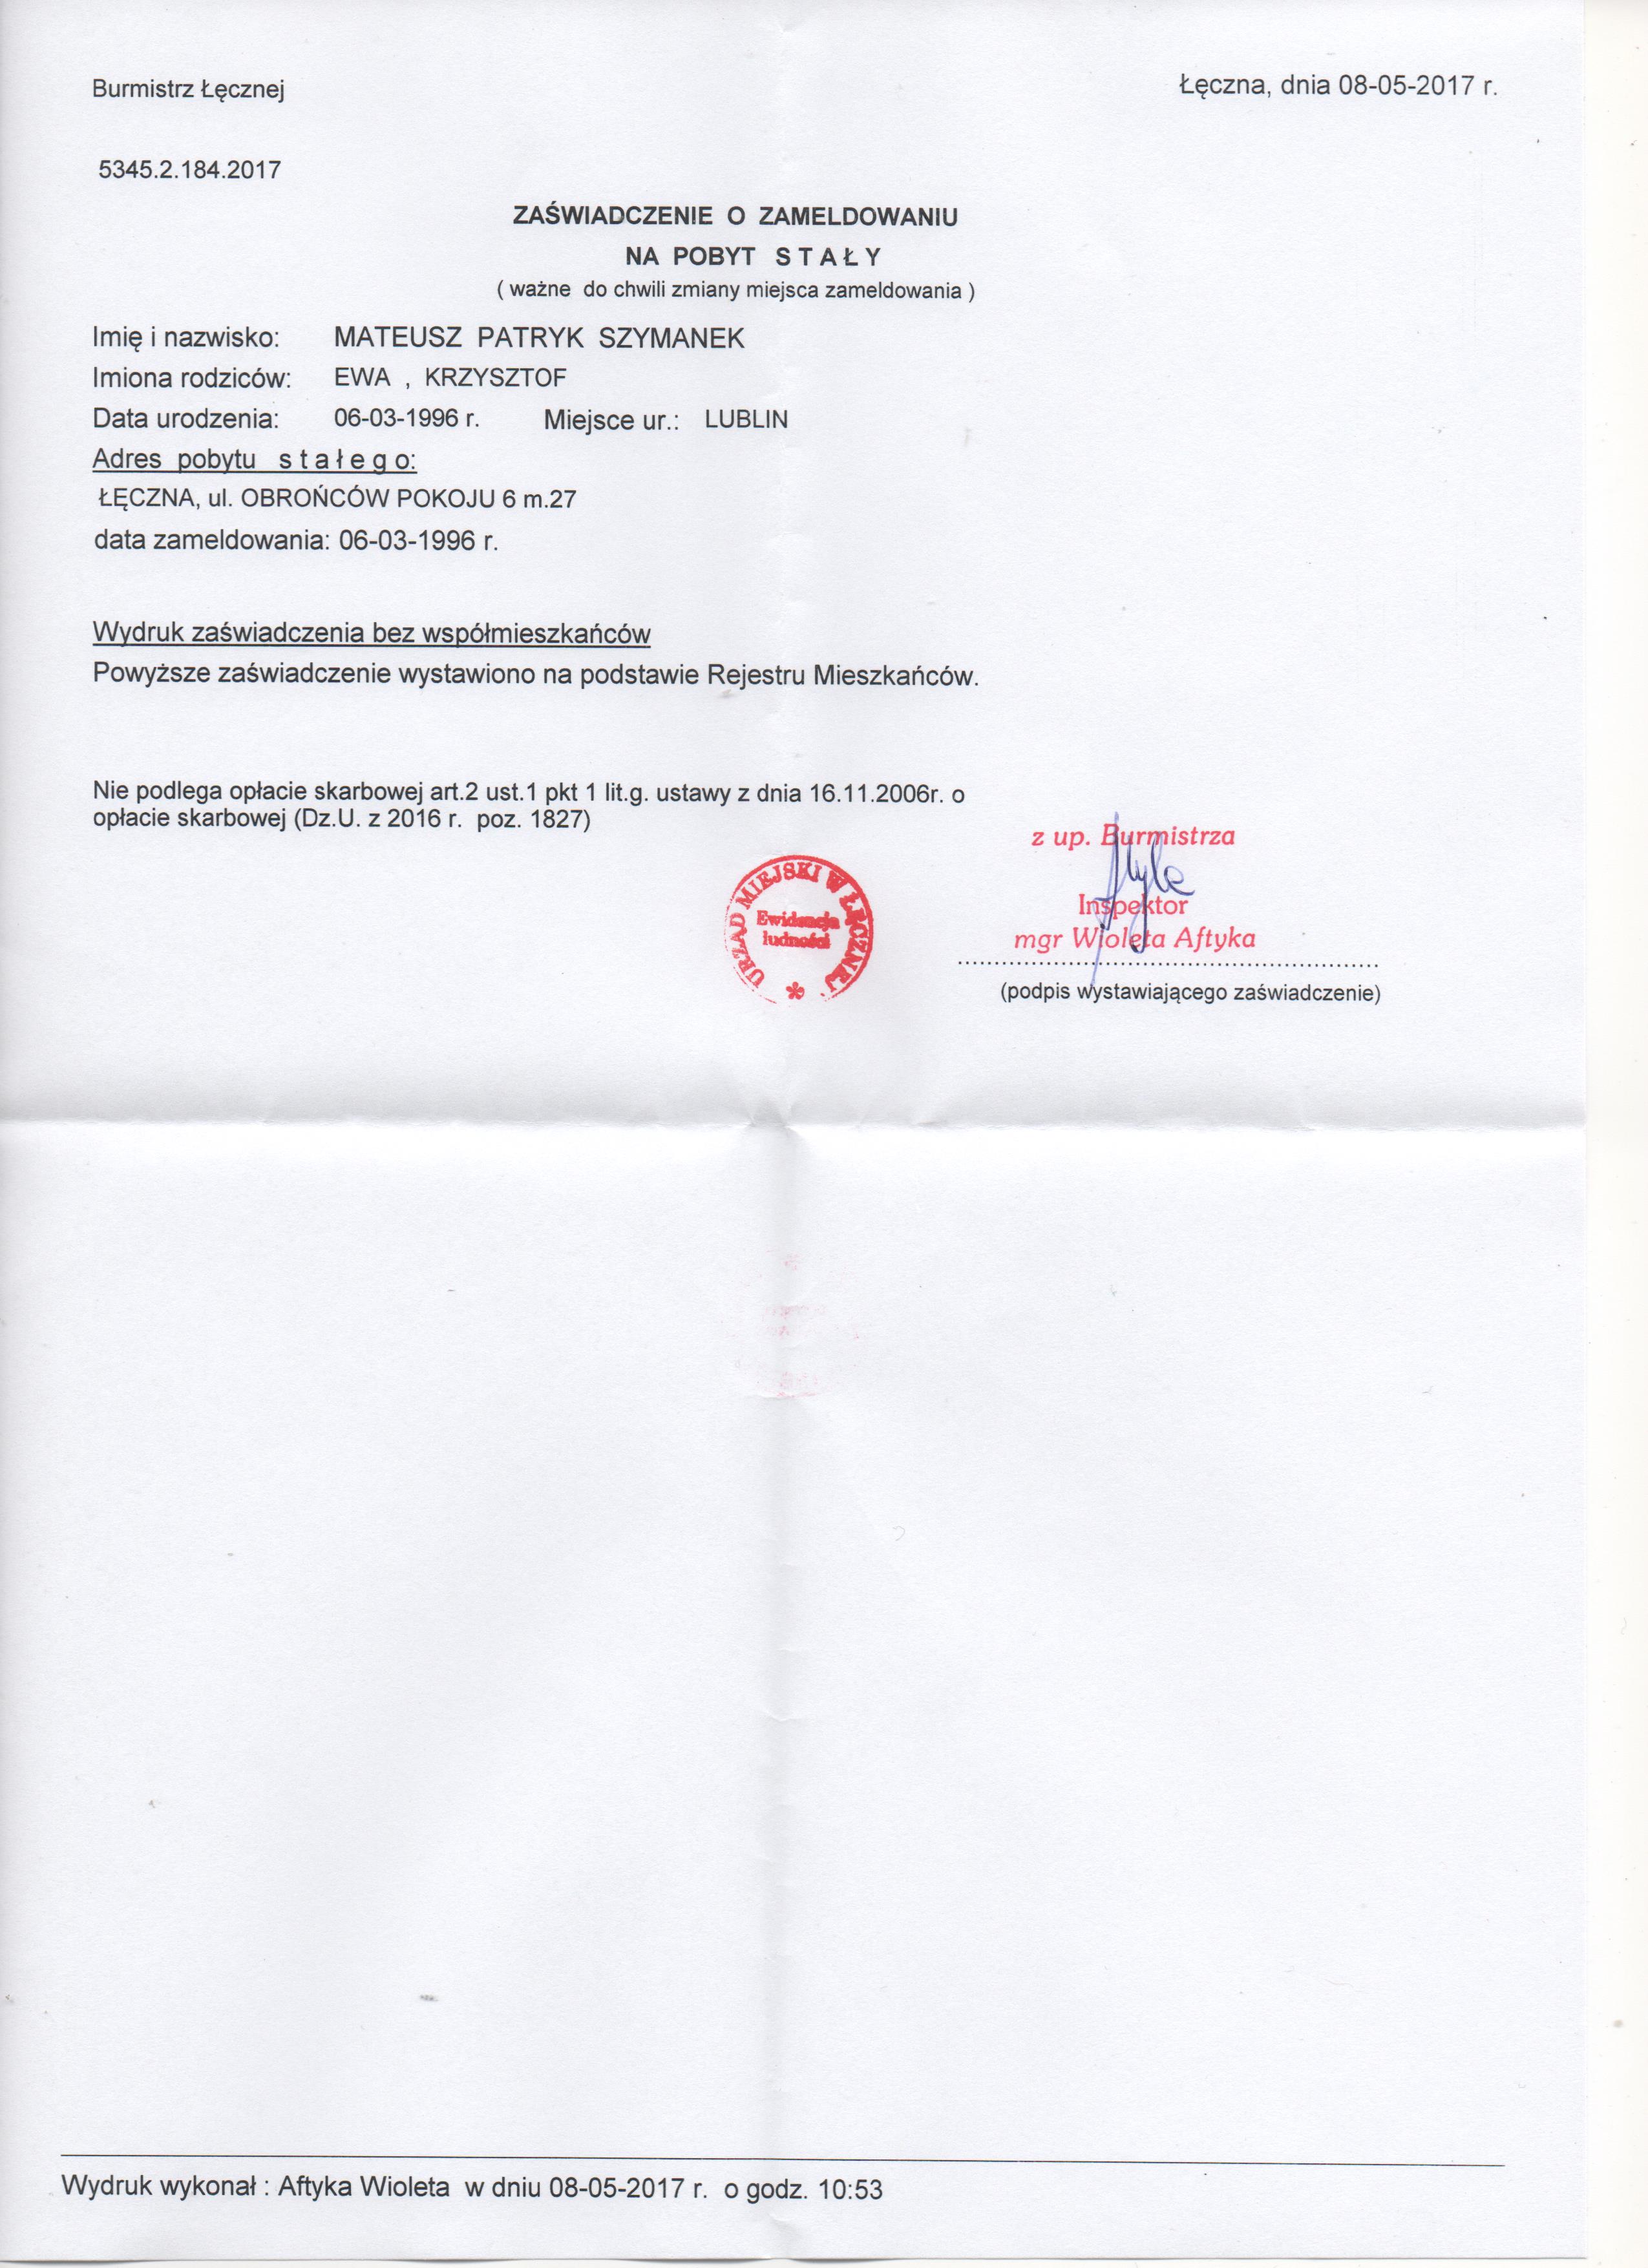 Burmistrz Łęcznej
Łęczna, dnia 08-05-2017 r.
5345.2.184.2017
ZAŚWIADCZENIE O ZAMELDOWANIU
NA POBYT S T A Ł Y
( ważne do chwili zmiany miejsca zameldowania )
Imię i nazwisko: MATEUSZ PATRYK SZYMANEK
Imiona rodziców: EWA , KRZYSZTOF
Data urodzenia: 06-03-1996 r. Miejsce ur.: LUBLIN
Adres pobytu s t a ł e g o:
ŁĘCZNA, ul. OBROŃCÓW POKOJU 6 m.27
data zameldowania: 06-03-1996 r.
Wydruk zaświadczenia bez współmieszkańców
Powyższe zaświadczenie wystawiono na podstawie Rejestru Mieszkańców.
Nie podlega opłacie skarbowej art.2 ust.1 pkt 1 lit.g. ustawy z dnia 16.11.2006r. o
opłacie skarbowej (Dz.U. z 2016 r. poz. 1827)
URZĄD MIEJSKI W ŁĘCZNEJ
Ewidencja
ludności
z up. Burmistrza
Inspektor
mgr Wioleta Aftyka
(podpis wystawiającego zaświadczenie)
Wydruk wykonał : Aftyka Wioleta w dniu 08-05-2017 r. o godz. 10:53